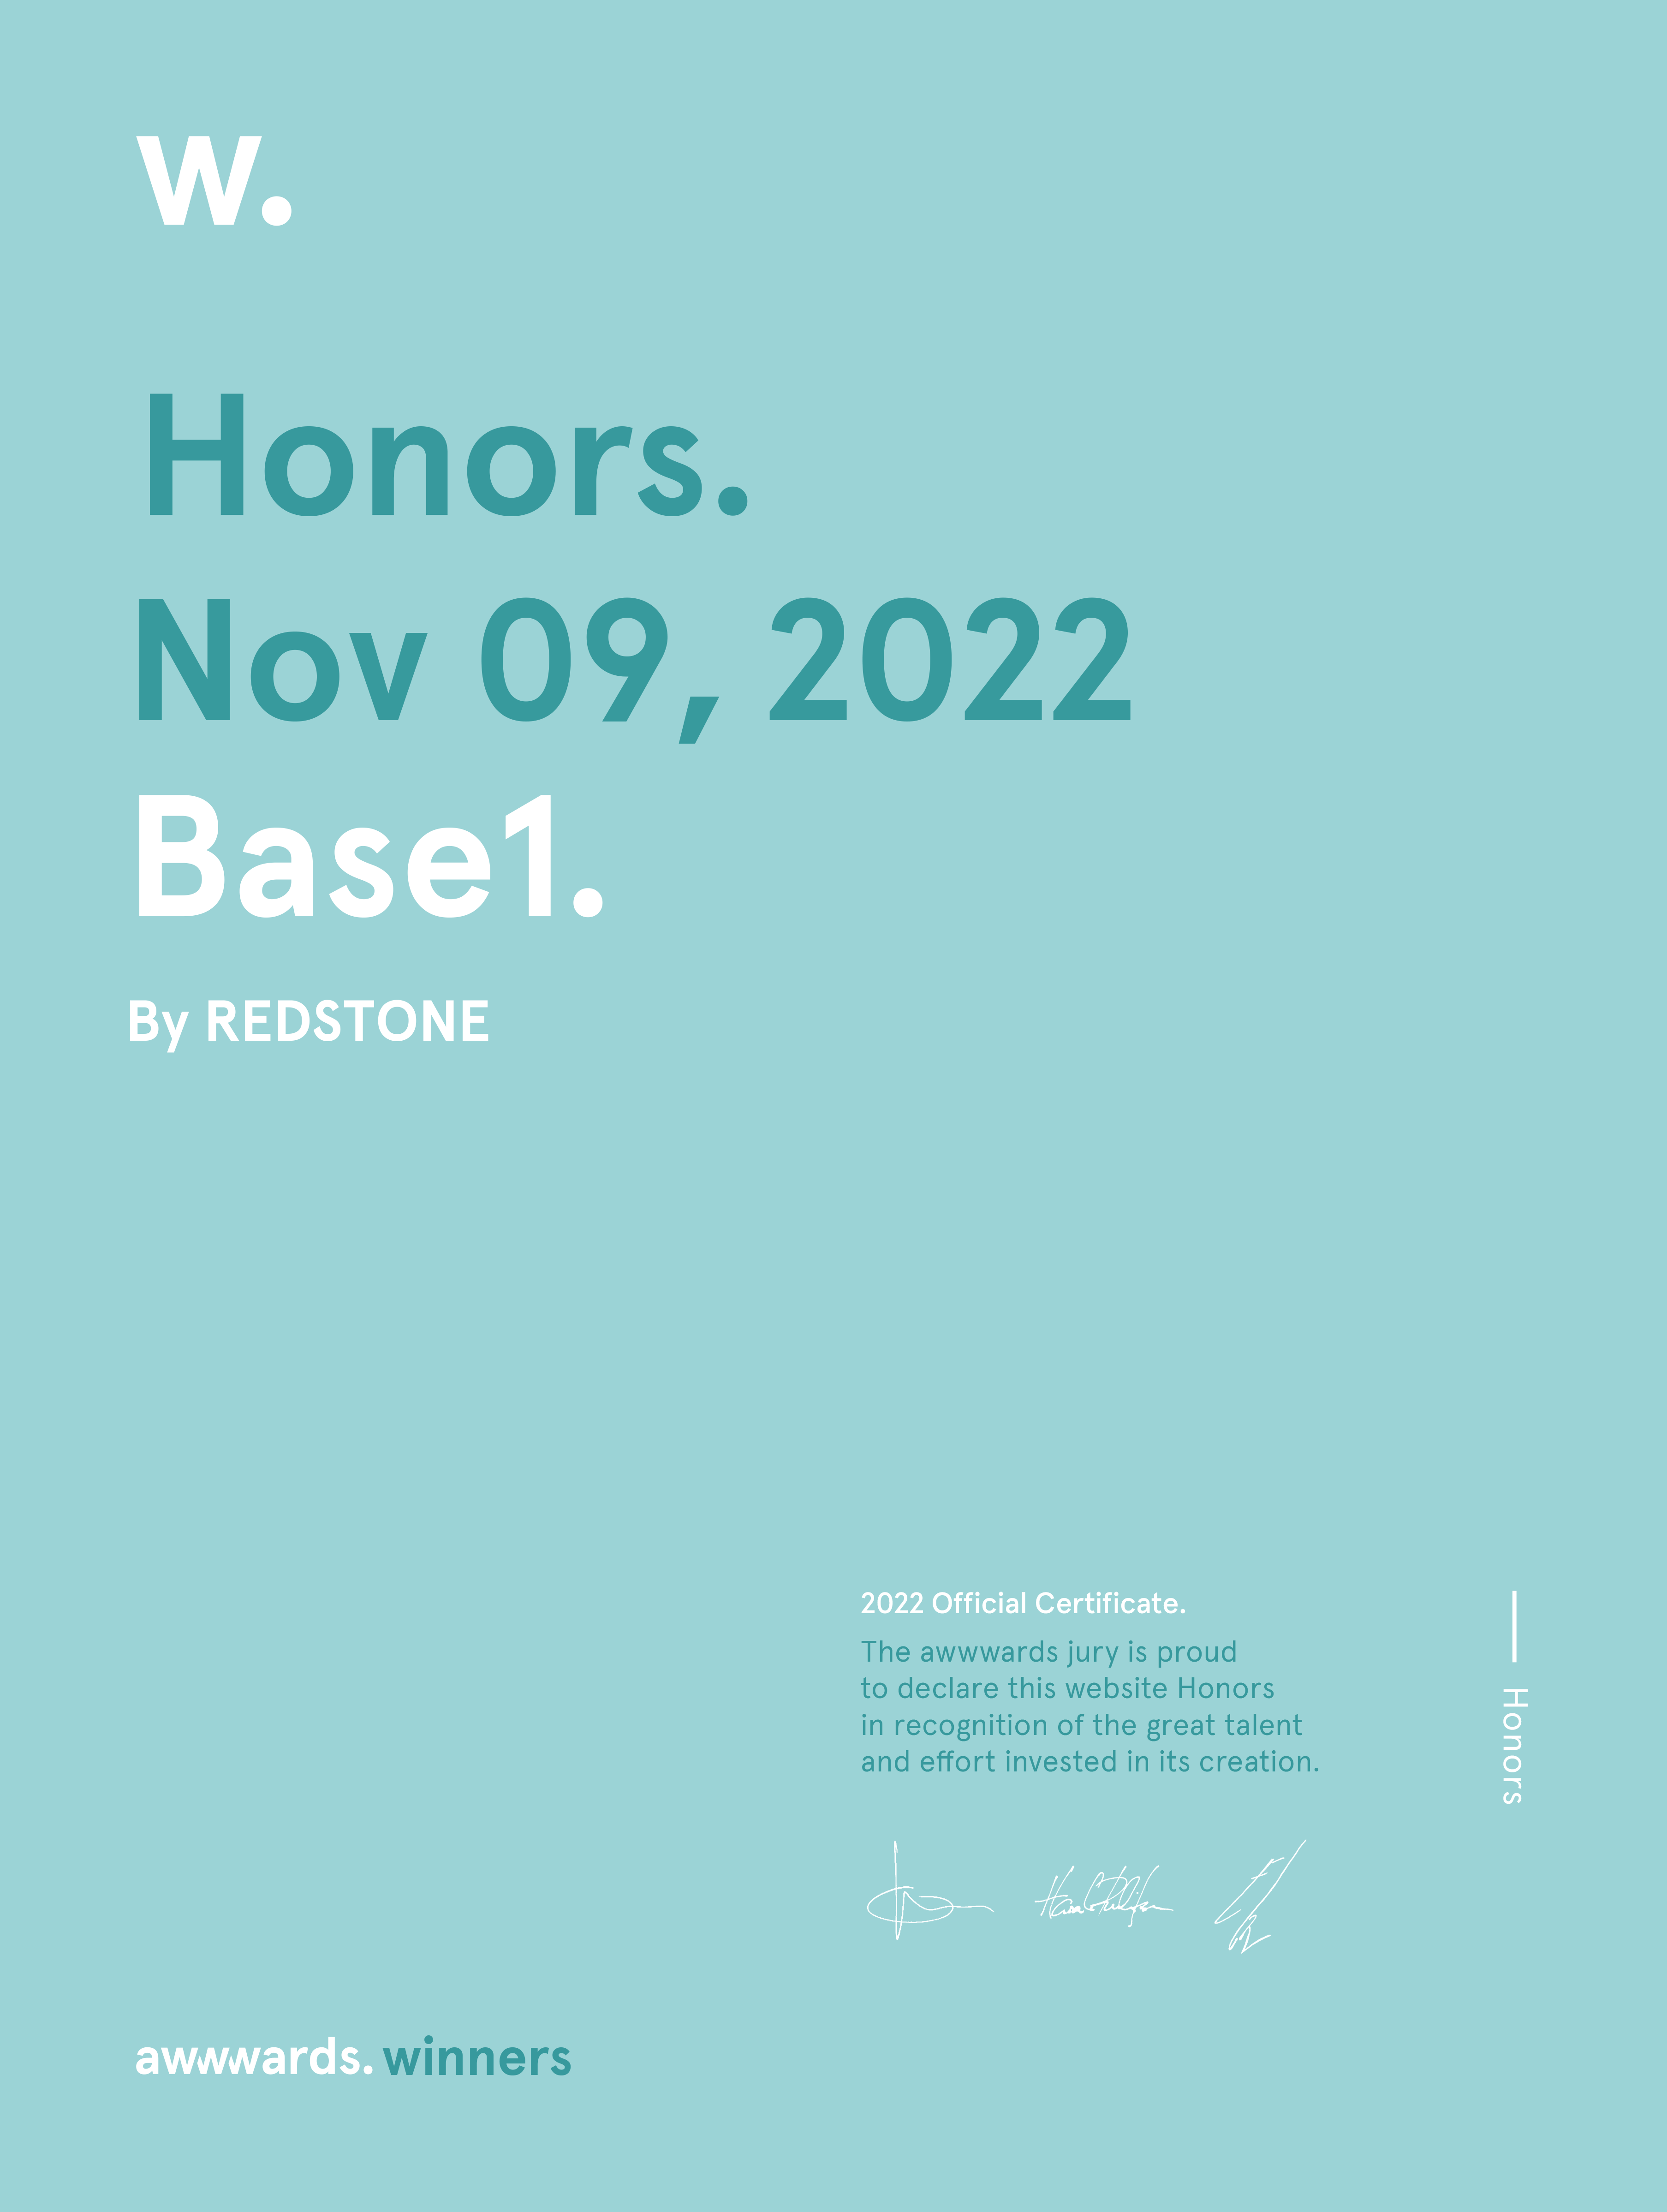 w.
Honors.
Nov 09, 2022
Base1.
By REDSTONE
2022 Official Certificate.
The awwwards jury is proud
to declare this website Honors
in recognition of the great talent
and effort invested in its creation.
Honors
awwwards. winners